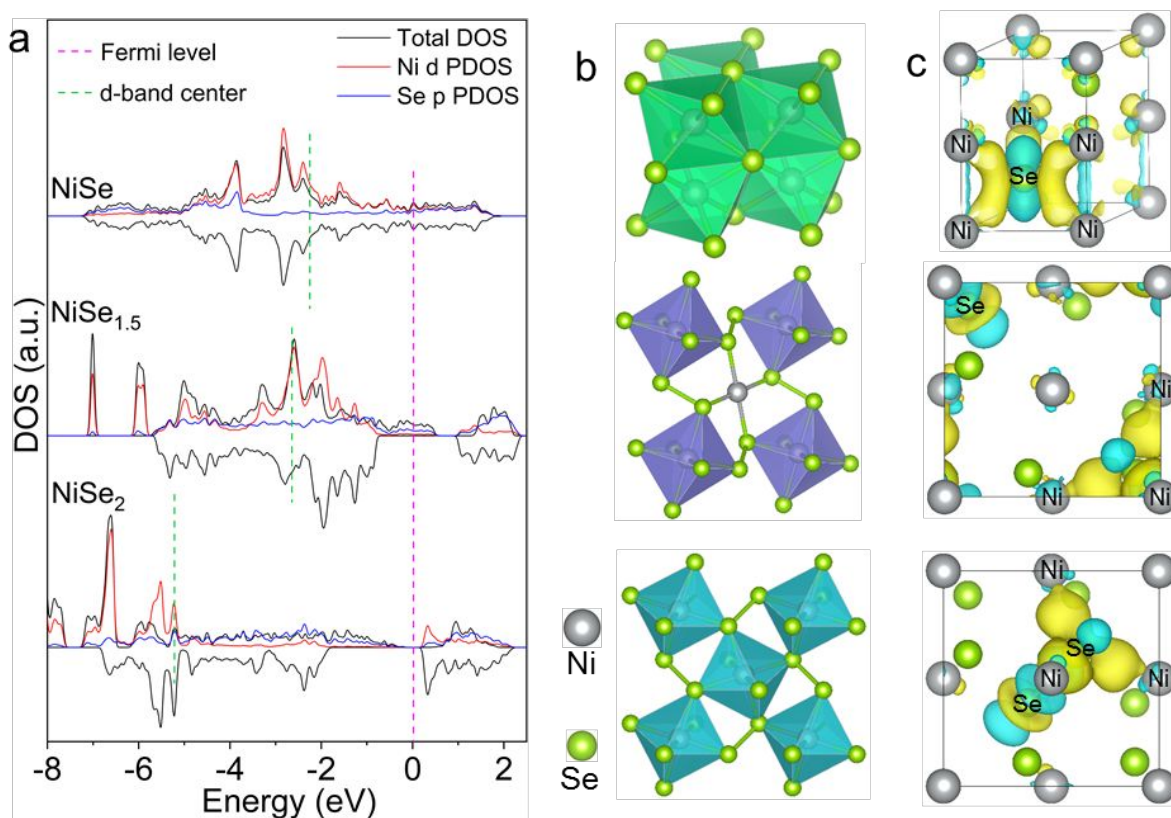 a
Fermi level
d-band center
Total DOS
Ni d PDOS
Se p PDOS
NiSe
NiSe1.5
NiSe2
DOS (a.u.)
-8 -6 -4 -2 0 2
Energy (eV)
b
Ni
Se
c
Ni
Ni Ni
Se
Ni Ni
Se
Ni
Ni Ni
Ni
Se
Ni Ni
Se